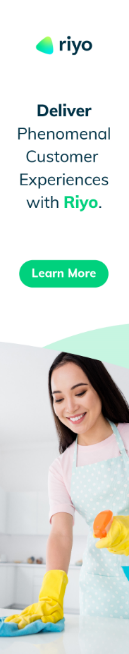 riyo
Deliver
Phenomenal
Customer
Experiences
with Riyo.
Learn More